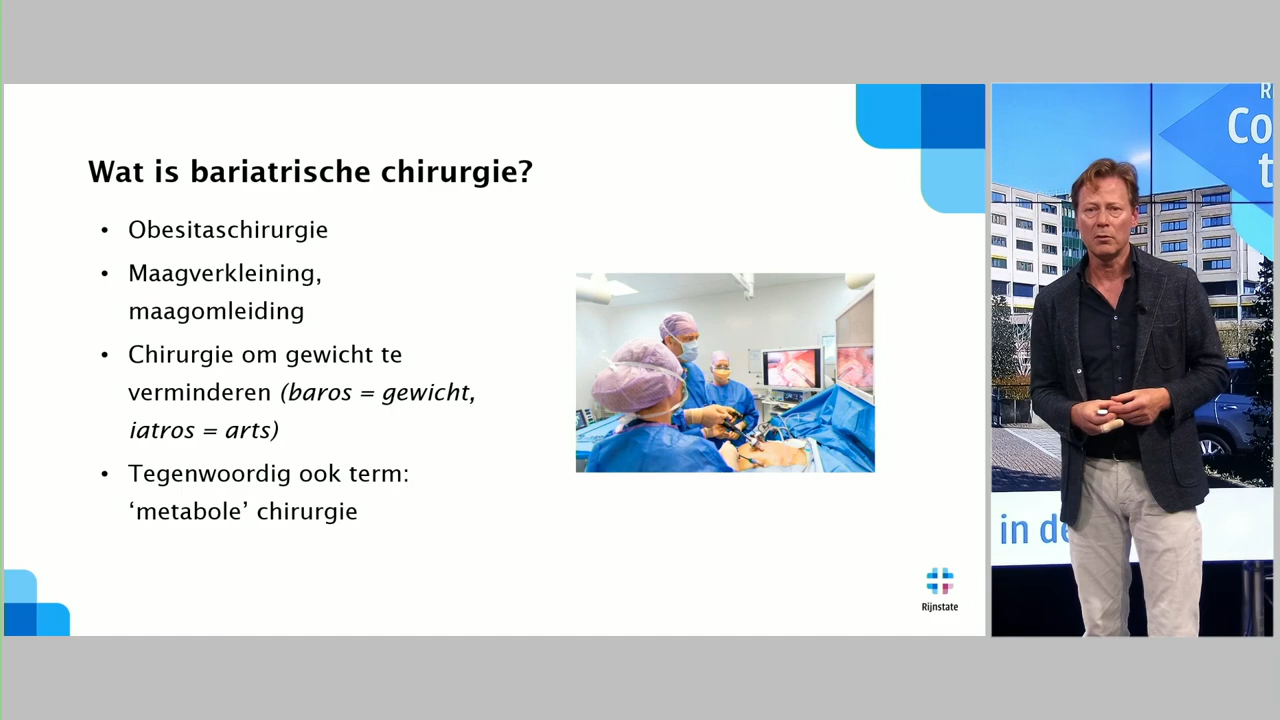 Wat is bariatrische chirurgie?
• Obesitaschirurgie
• Maagverkleining,
maagomleiding
• Chirurgie om gewicht te
verminderen (baros = gewicht,
iatros = arts)
• Tegenwoordig ook term:
‘metabole’ chirurgie
Rijnstate
in de